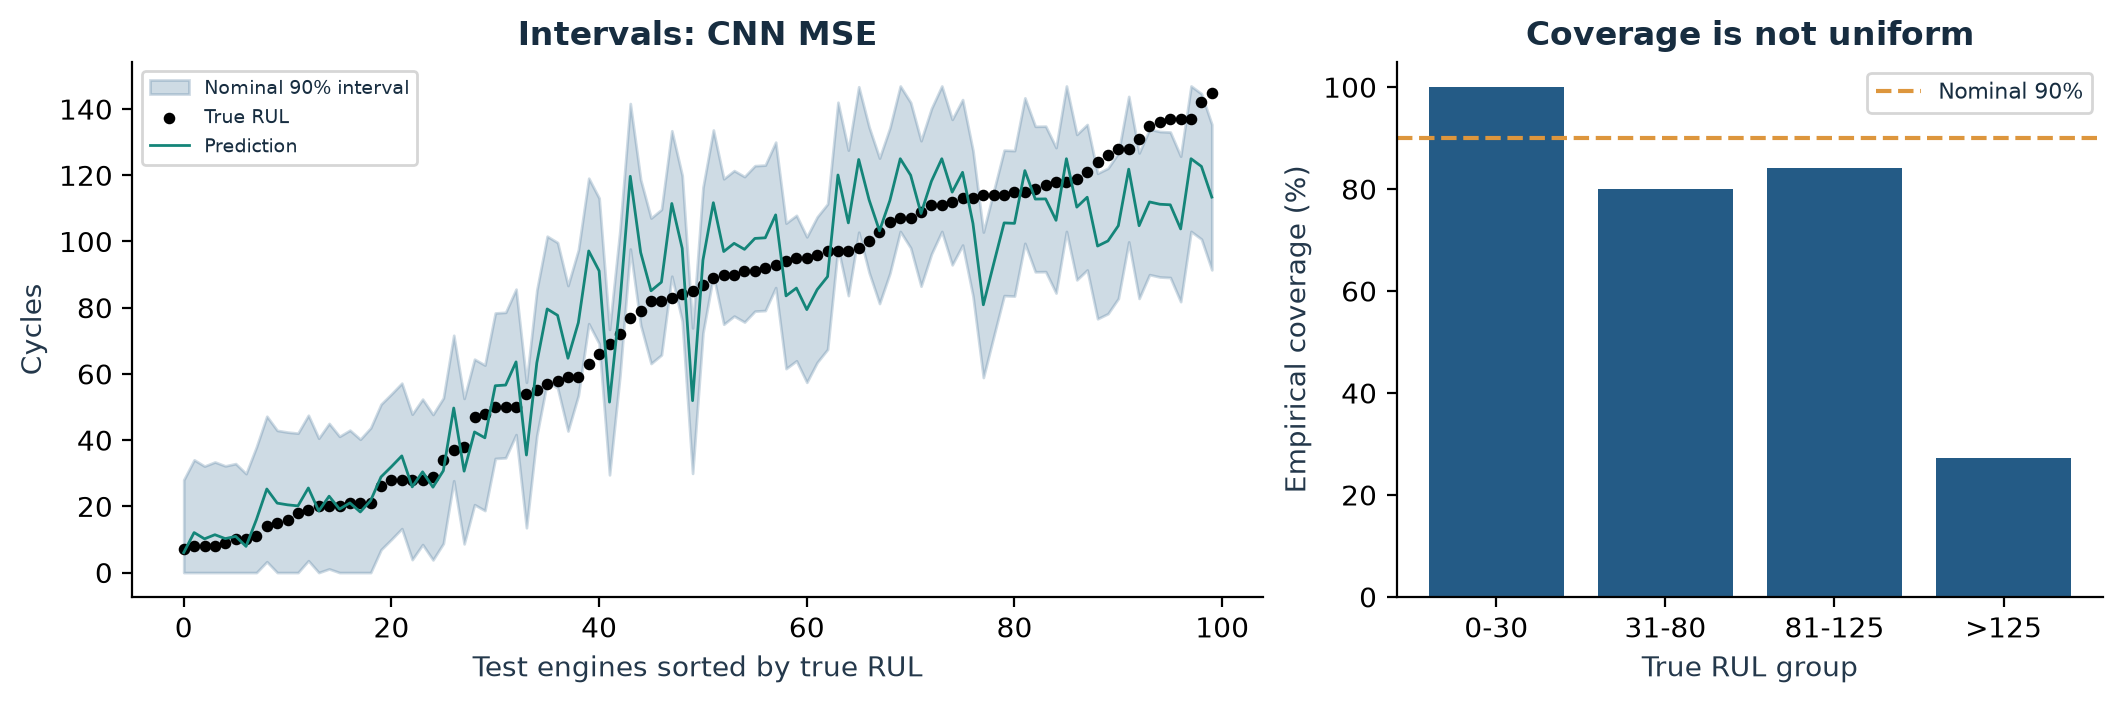 Intervals: CNN MSE
Nominal 90% interval
True RUL
Prediction
140
120
100
80
60
40
20
0
Cycles
0 20 40 60 80 100
Test engines sorted by true RUL
Coverage is not uniform
Nominal 90%
100
80
60
40
20
0
Empirical coverage (%)
0-30 31-80 81-125 >125
True RUL group